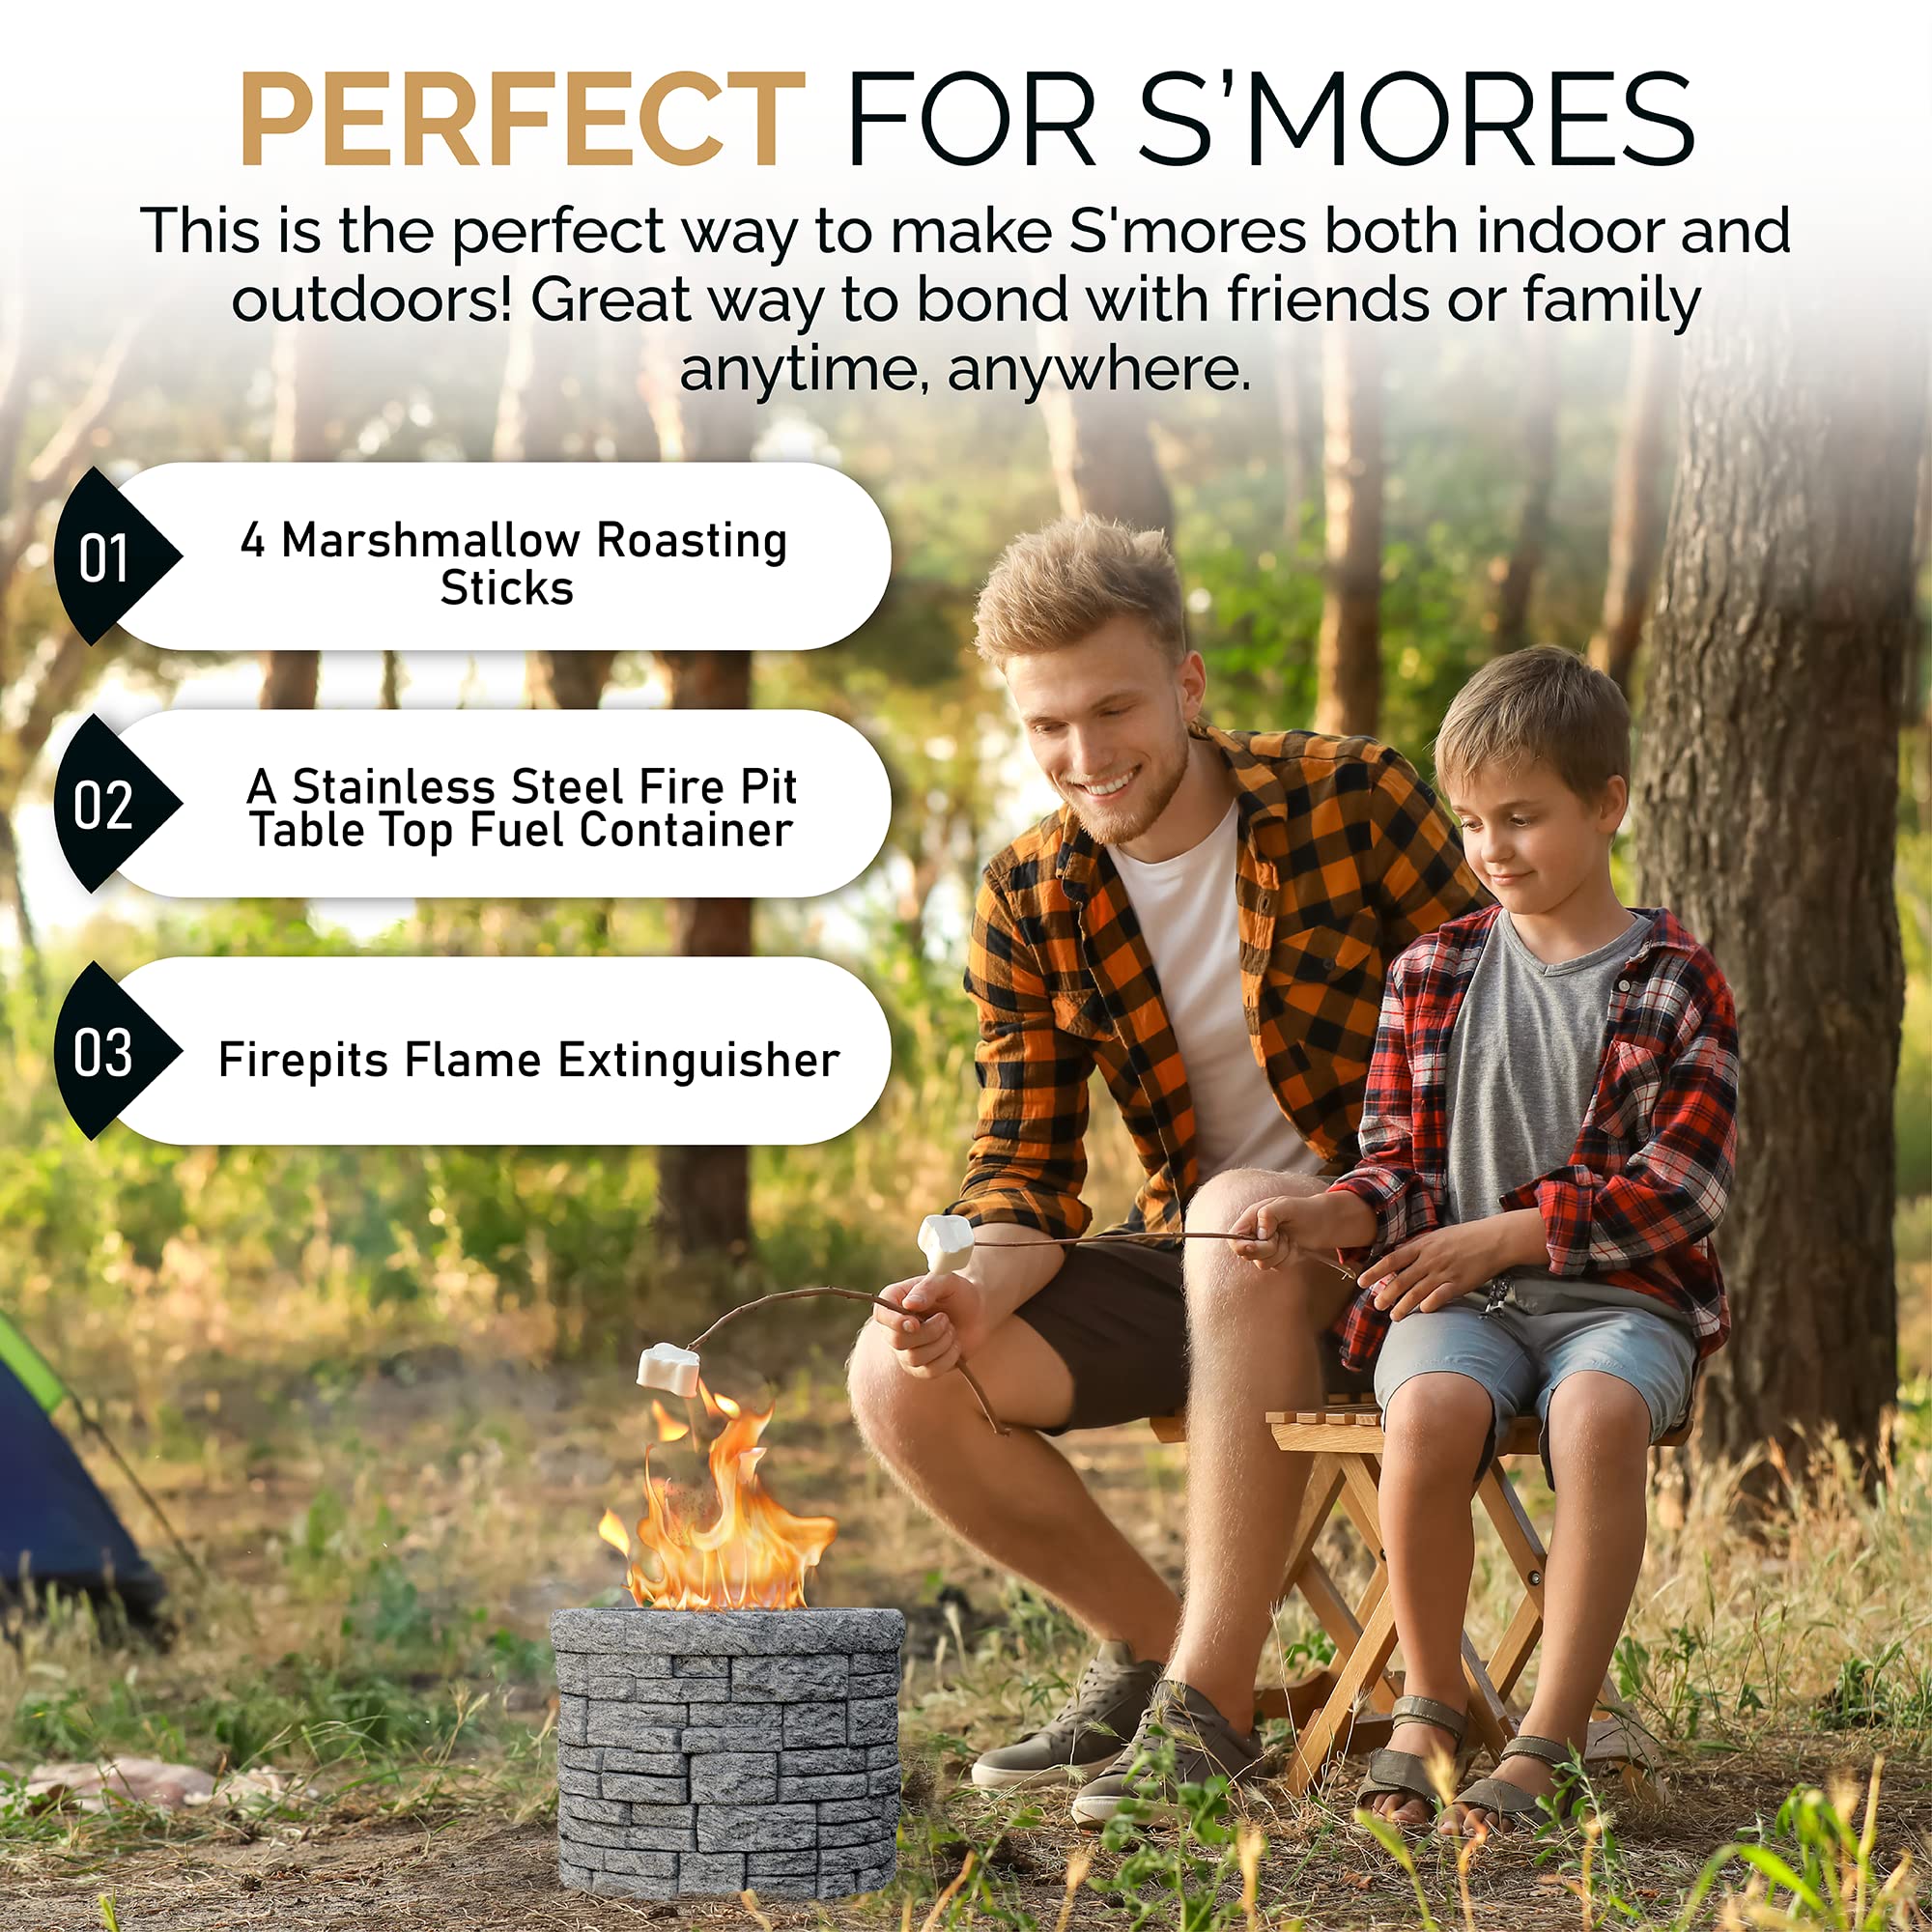 PERFECT FOR S’MORES
This is the perfect way to make S'mores both indoor and
outdoors! Great way to bond with friends or family
anytime, anywhere.
01
4 Marshmallow Roasting
Sticks
02
A Stainless Steel Fire Pit
Table Top Fuel Container
03
Firepits Flame Extinguisher